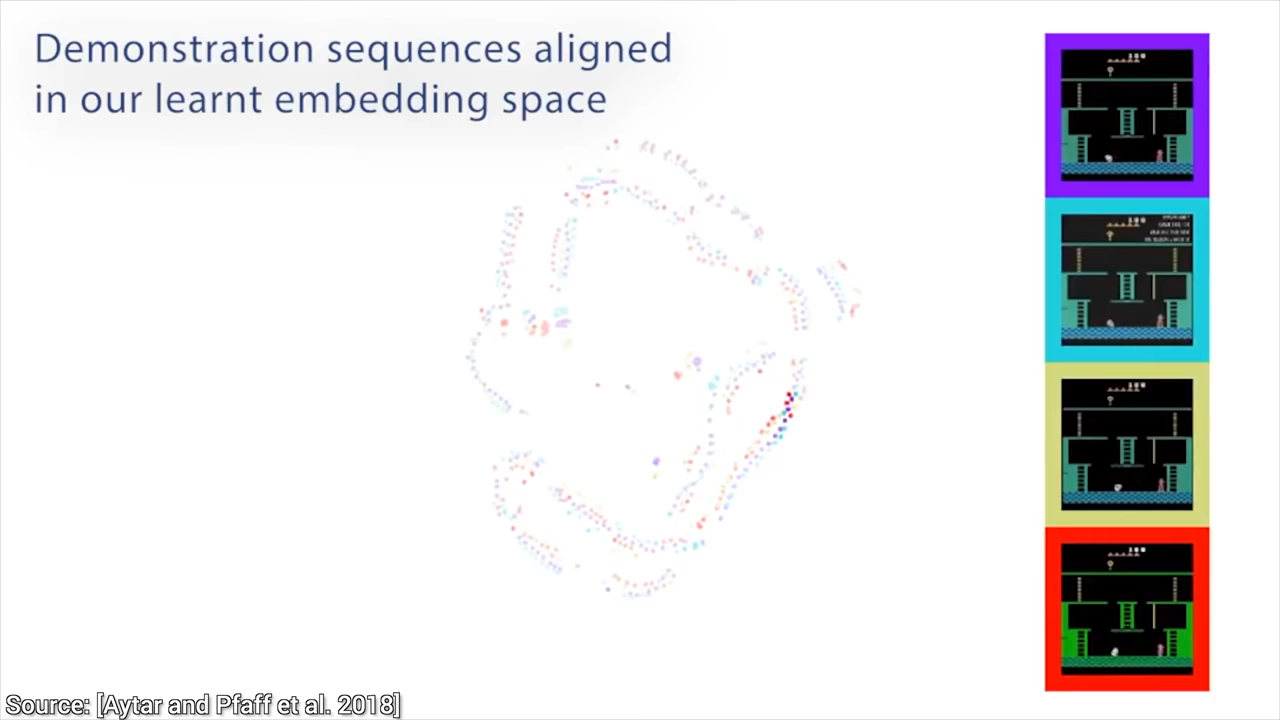 Demonstration sequences aligned
in our learnt embedding space
Source: [Aytar and Pfaff et al. 2018]